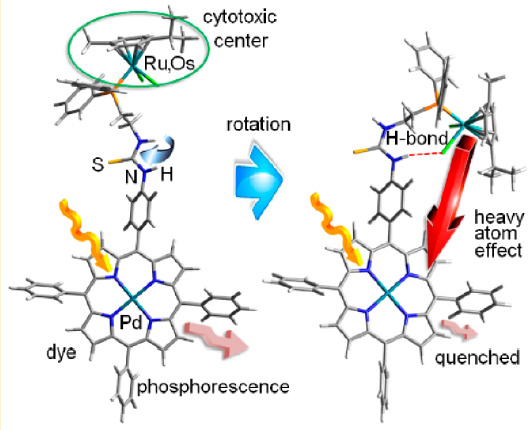 cytotoxic
center
Ru,Os
S
N
H
Pd
dye
phosphorescence
rotation
H-bond
heavy
atom
effect
quenched